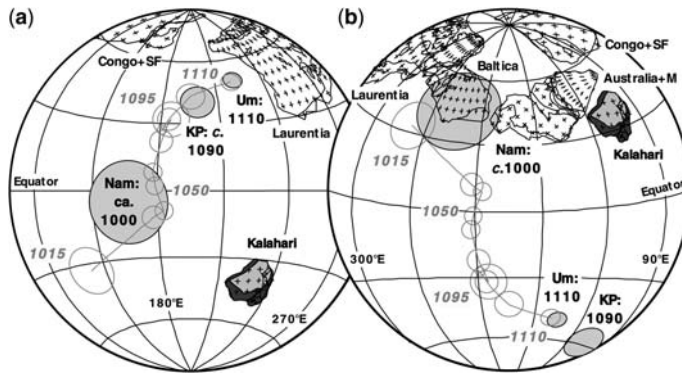 (a)
Congo+SF
1110
1095
Um:
1110
KP: c.
1090
Laurentia
Equator
Nam:
ca.
1000
1050
1015
Kalahari
180°E
270°E
(b)
Congo+SF
Baltica
Australia+M
Laurentia
1015
Nam:
c.1000
Kalahari
1050
Equator
300°E
90°E
1095
Um:
1110
KP:
1090
1110